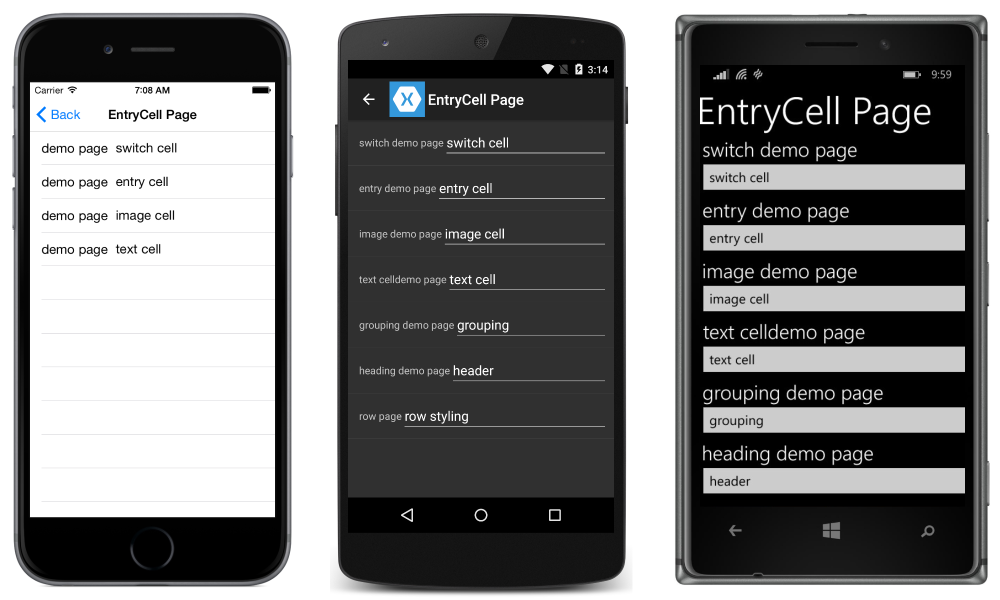 Carrier 7:08 AM
Back EntryCell Page
demo page switch cell
demo page entry cell
demo page image cell
demo page text cell
3:14
EntryCell Page
switch demo page switch cell
entry demo page entry cell
image demo page image cell
text celldemo page text cell
grouping demo page grouping
heading demo page header
row page row styling
9:59
EntryCell Page
switch demo page
switch cell
entry demo page
entry cell
image demo page
image cell
text celldemo page
text cell
grouping demo page
grouping
heading demo page
header